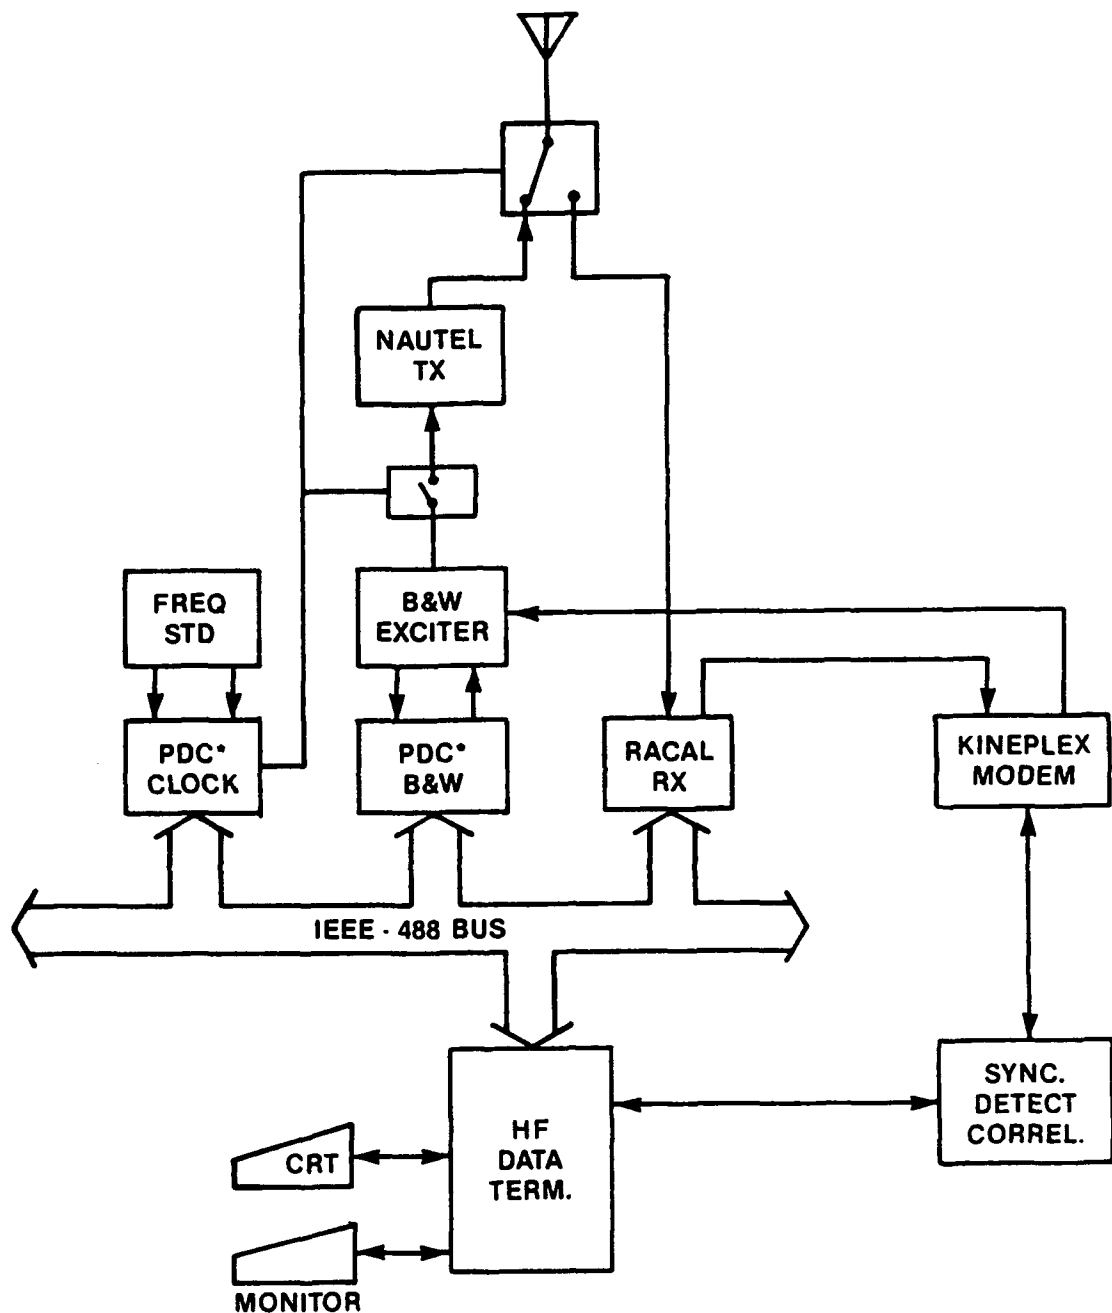 NAUTEL
TX
FREQ
STD
B&W
EXCITER
PDC*
CLOCK
PDC*
B&W
RACAL
RX
KINEPLEX
MODEM
IEEE - 488 BUS
SYNC.
DETECT
CORREL.
HF
DATA
TERM.
CRT
MONITOR